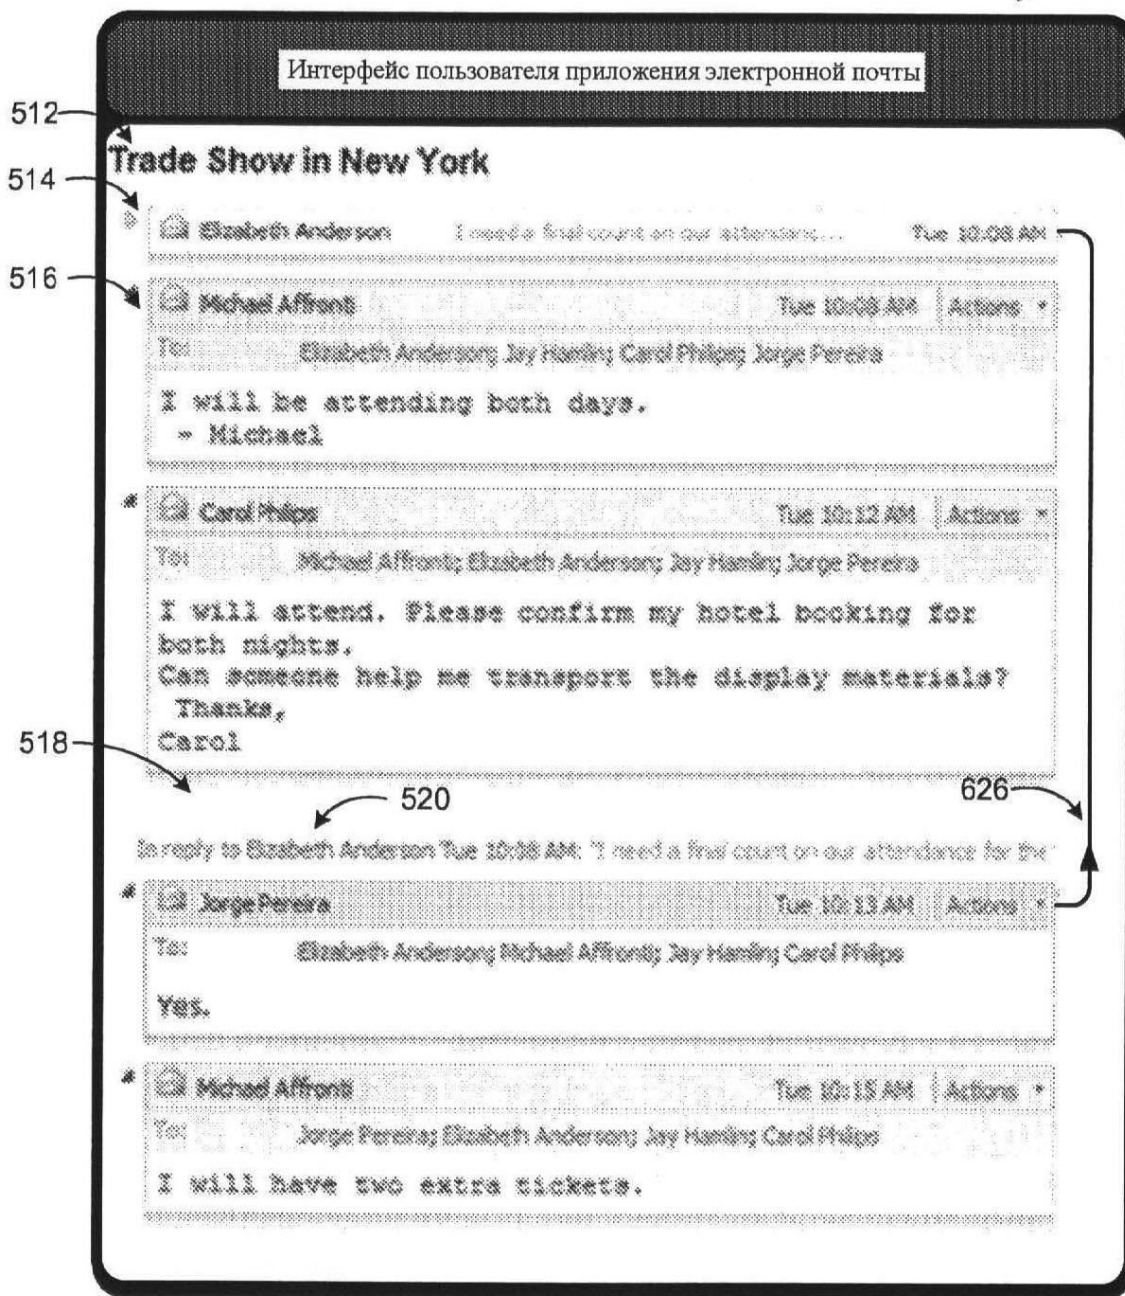 Интерфейс пользователя приложения электронной почты
512
Trade Show in New York
514
Elizabeth Anderson I need a final count on our attendanc... Tue 10:08 AM
516
Michael Affronti Tue 10:08 AM Actions
To: Elizabeth Anderson; Jay Hamlin; Carol Philips; Jorge Pereira
I will be attending both days.
- Michael
Carol Philips Tue 10:12 AM Actions
To: Michael Affronti; Elizabeth Anderson; Jay Hamlin; Jorge Pereira
I will attend. Please confirm my hotel booking for
both nights.
Can someone help me transport the display materials?
Thanks,
Carol
518
520
626
In reply to Elizabeth Anderson Tue 10:08 AM: "I need a final count on our attendance for the
Jorge Pereira Tue 10:13 AM Actions
To: Elizabeth Anderson; Michael Affronti; Jay Hamlin; Carol Philips
Yes.
Michael Affronti Tue 10:15 AM Actions
To: Jorge Pereira; Elizabeth Anderson; Jay Hamlin; Carol Philips
I will have two extra tickets.